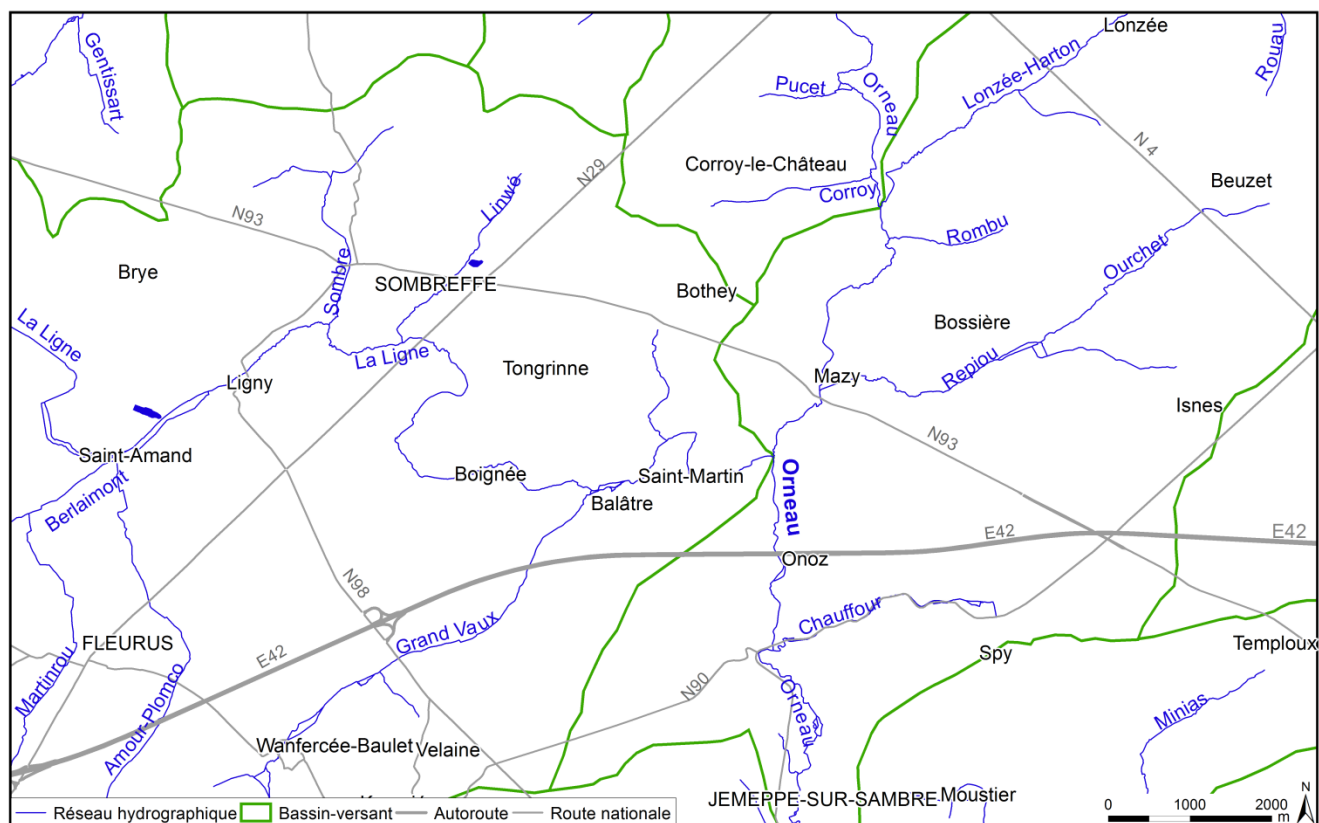 Lonzée
Gentissart
Lonzée-Harton
Rouau
Pucet
Orneau
N 4
Corroy-le-Château
N29
Beuzet
Corroy
Linwé
N93
Rombu
Ourchet
Brye
Sombre
SOMBREFFE
Bothey
Bossière
La Ligne
La Ligne
Tongrinne
Mazy
Repiou
Ligny
Isnes
N93
Saint-Amand
Boignée
Saint-Martin
Orneau
Berlaimont
Balâtre
E42
E42
Onoz
N98
Chauffour
Grand Vaux
FLEURUS
E42
Spy
Temploux
Martinrou
Amour-Plomco
N90
Orneau
Minias
Wanfercée-Baulet
Velaine
JEMEPPE-SUR-SAMBRE
Moustier
N
Réseau hydrographique
Bassin-versant
Autoroute
Route nationale
0 1000 2000
m